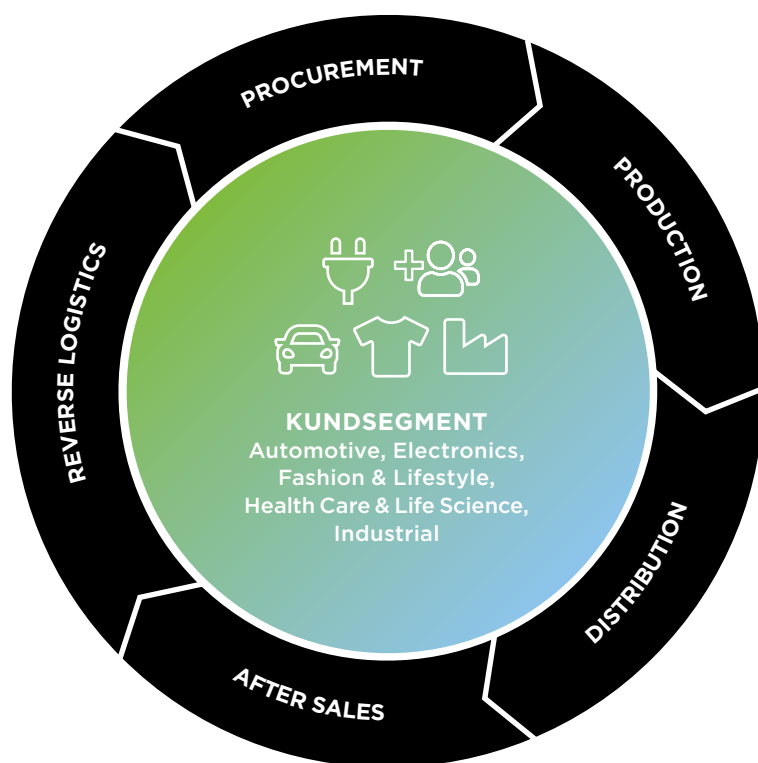 PROCUREMENT
PRODUCTION
DISTRIBUTION
AFTER SALES
REVERSE LOGISTICS
KUNDSEGMENT
Automotive, Electronics,
Fashion & Lifestyle,
Health Care & Life Science,
Industrial